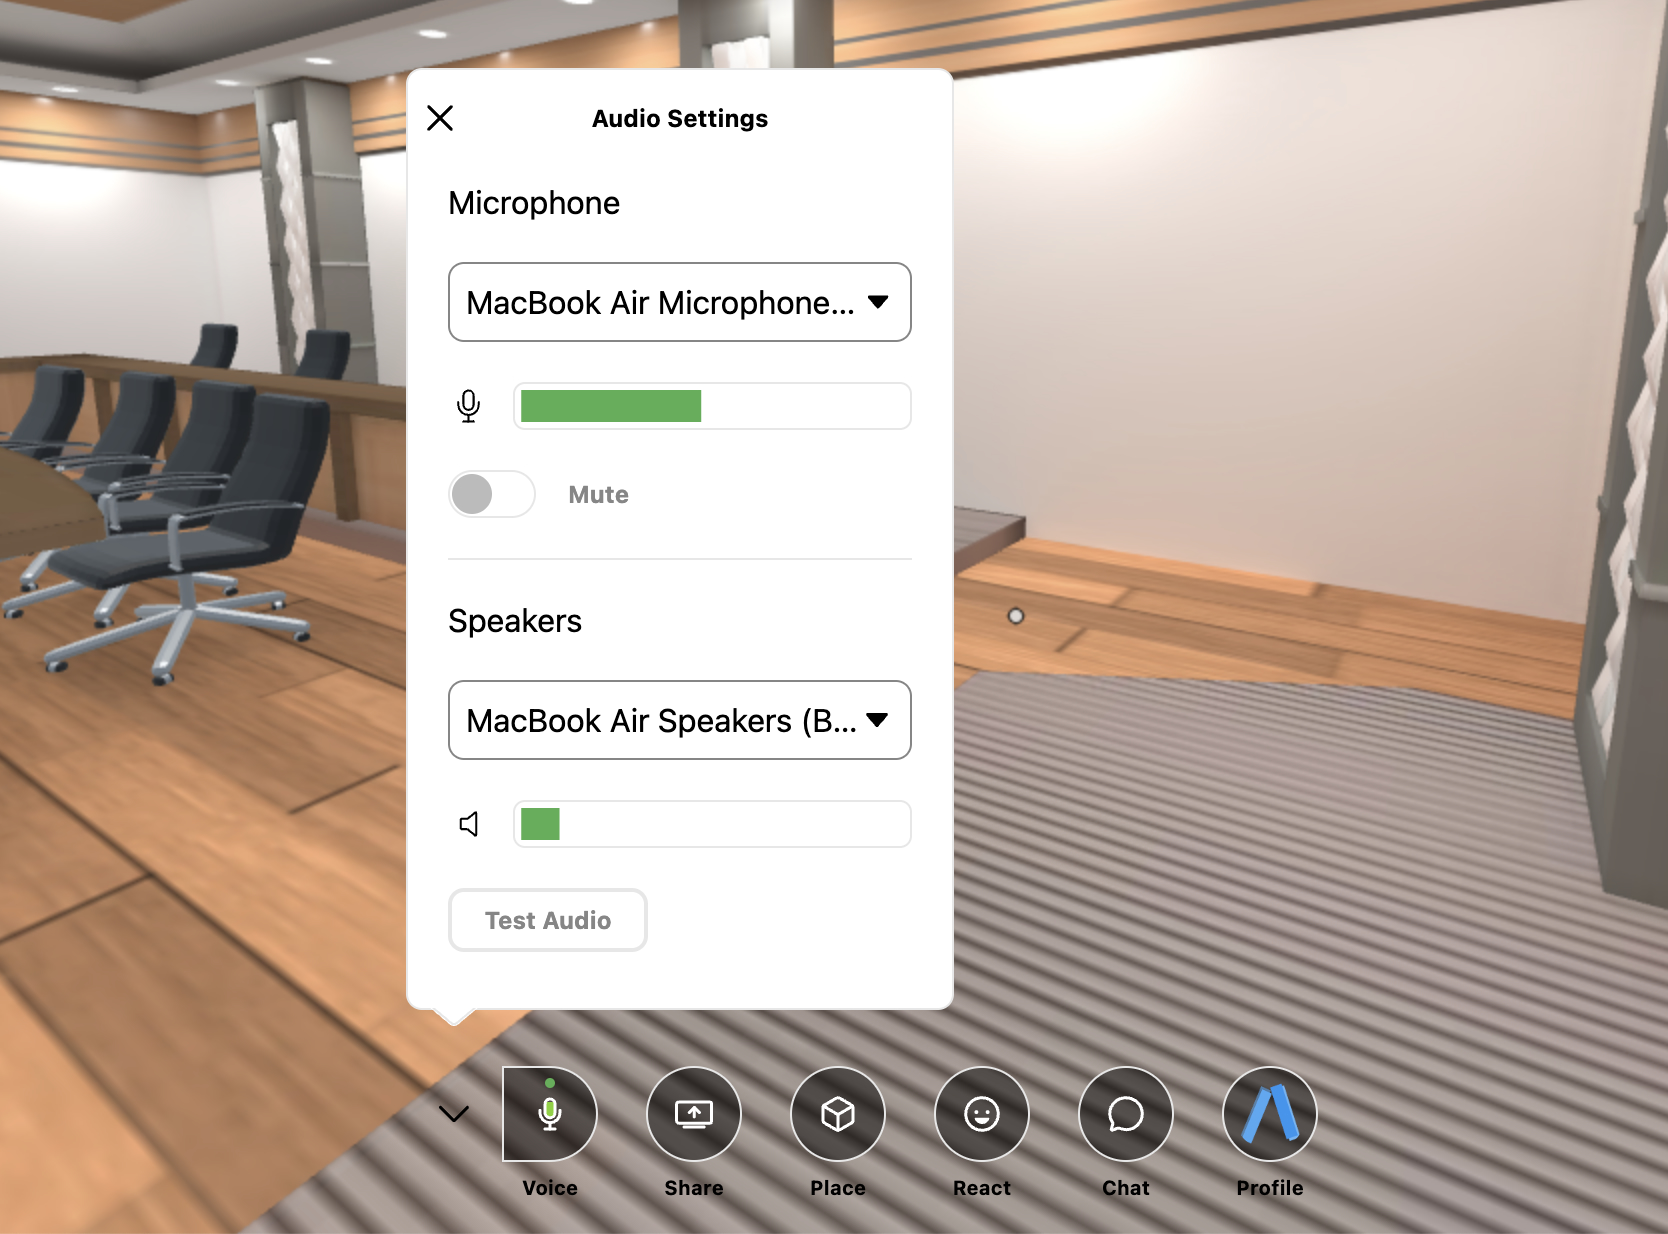 Audio Settings
Microphone
MacBook Air Microphone...
Mute
Speakers
MacBook Air Speakers (B...
Test Audio
Voice
Share
Place
React
Chat
Profile